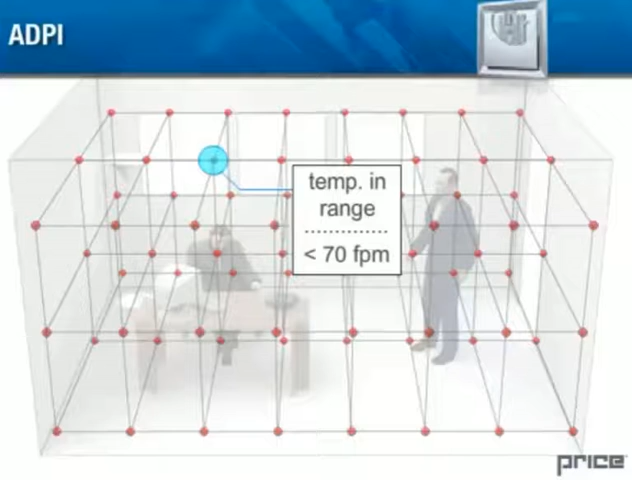 ADPI
temp. in
range
< 70 fpm
price